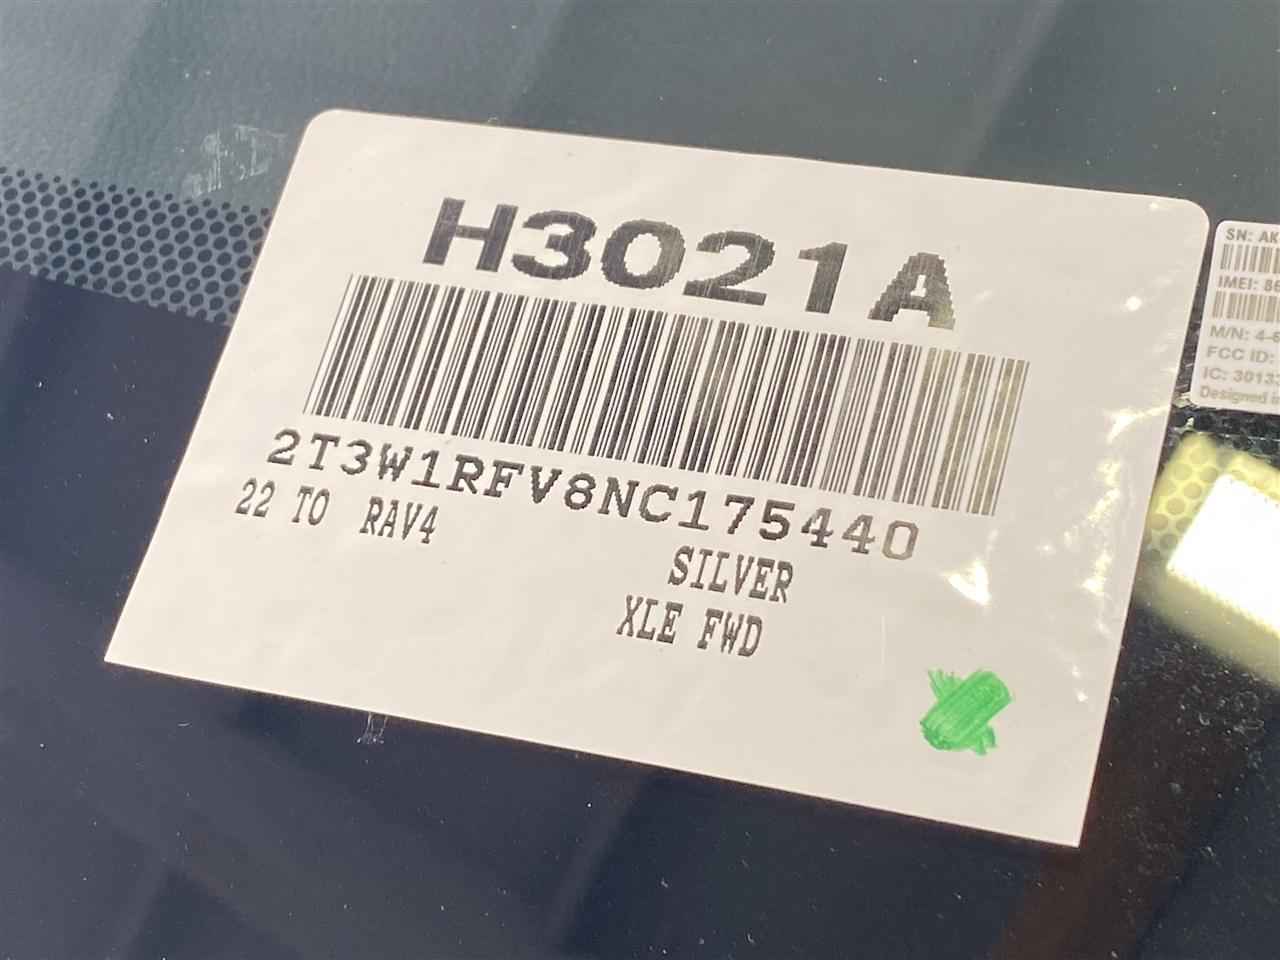 H3021A
2T3W1RFV8NC175440
22 TO RAV4
SILVER
XLE FWD
SN: AK
IMEI: 86
M/N: 4-6
FCC ID:
IC: 3013
Designed in